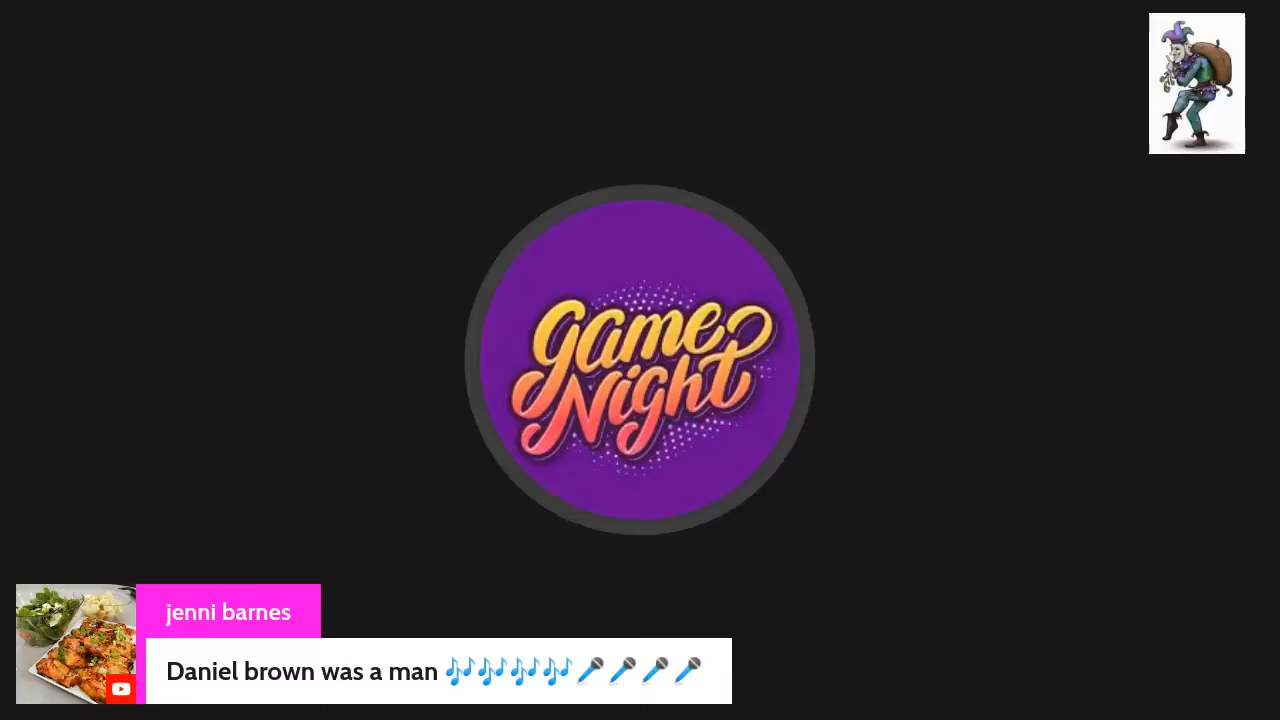 Game
Night
jenni barnes
Daniel brown was a man 🎶🎶🎶🎶🎤🎤🎤🎤